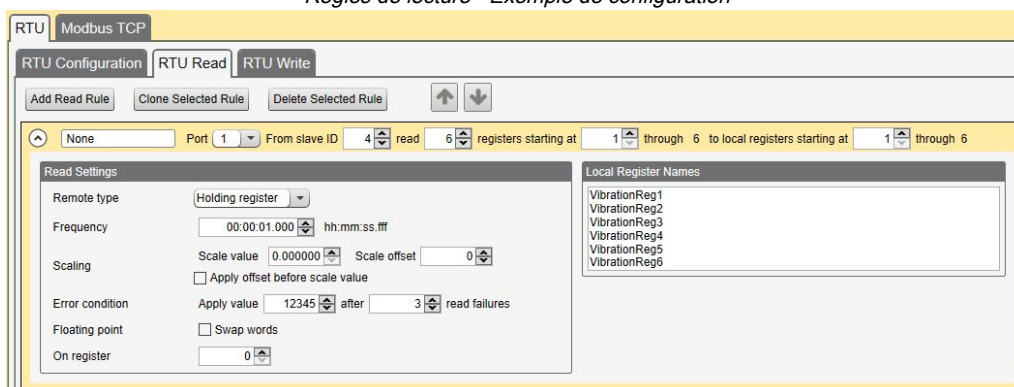 Règles de lecture - Exemple de configuration
RTU Modbus TCP
RTU Configuration RTU Read RTU Write
Add Read Rule Clone Selected Rule Delete Selected Rule
None Port 1 From slave ID 4 read 6 registers starting at 1 through 6 to local registers starting at 1 through 6
Read Settings
Remote type Holding register
Frequency 00:00:01.000 hh:mm:ss.fff
Scaling Scale value 0.000000 Scale offset 0
Apply offset before scale value
Error condition Apply value 12345 after 3 read failures
Floating point Swap words
On register 0
Local Register Names
VibrationReg1
VibrationReg2
VibrationReg3
VibrationReg4
VibrationReg5
VibrationReg6